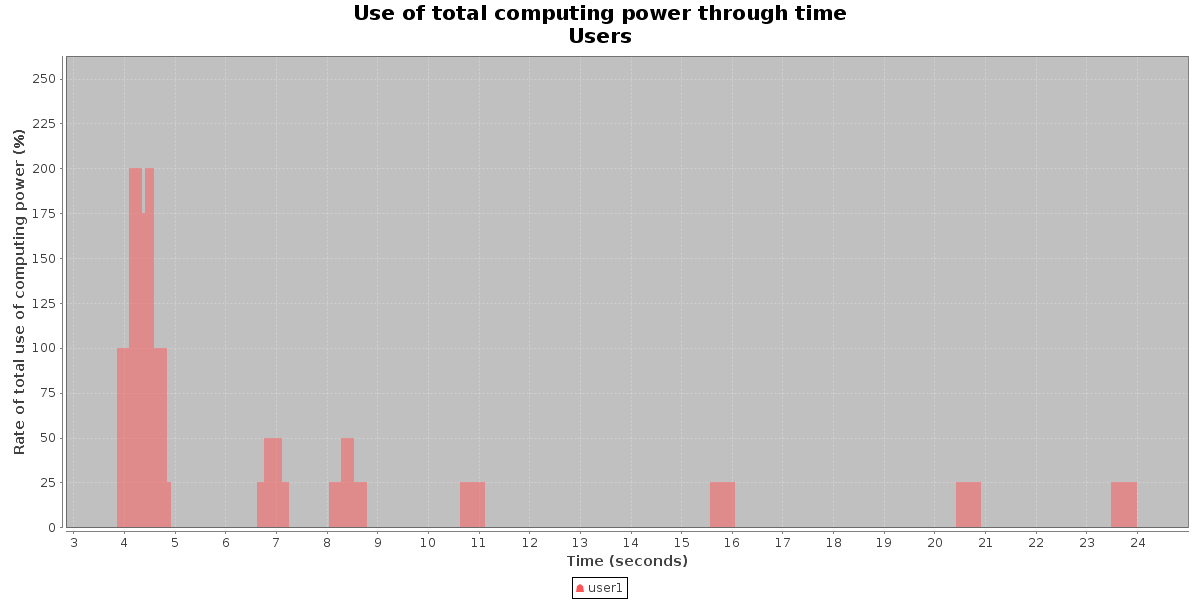 Use of total computing power through time
Users
Rate of total use of computing power (%)
250
225
200
175
150
125
100
75
50
25
0
3 4 5 6 7 8 9 10 11 12 13 14 15 16 17 18 19 20 21 22 23 24
Time (seconds)
user1